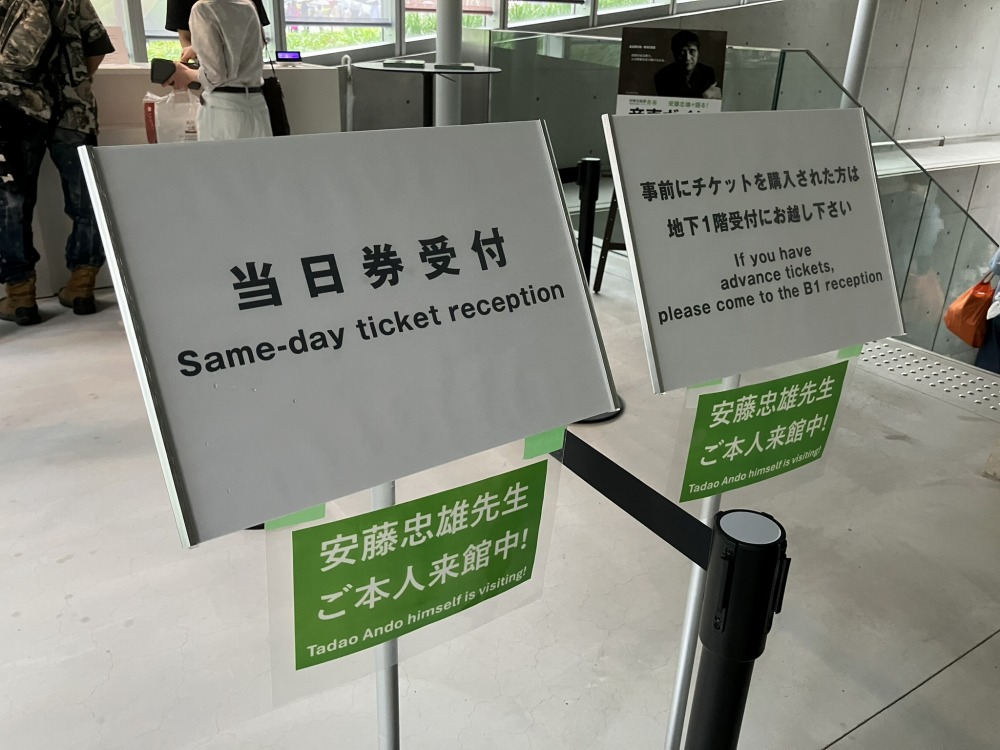 当日券受付
Same-day ticket reception
安藤忠雄先生
ご本人来館中!
Tadao Ando himself is visiting!
事前にチケットを購入された方は
地下1階受付にお越し下さい
If you have
advance tickets,
please come to the B1 reception
安藤忠雄先生
ご本人来館中!
Tadao Ando himself is visiting!